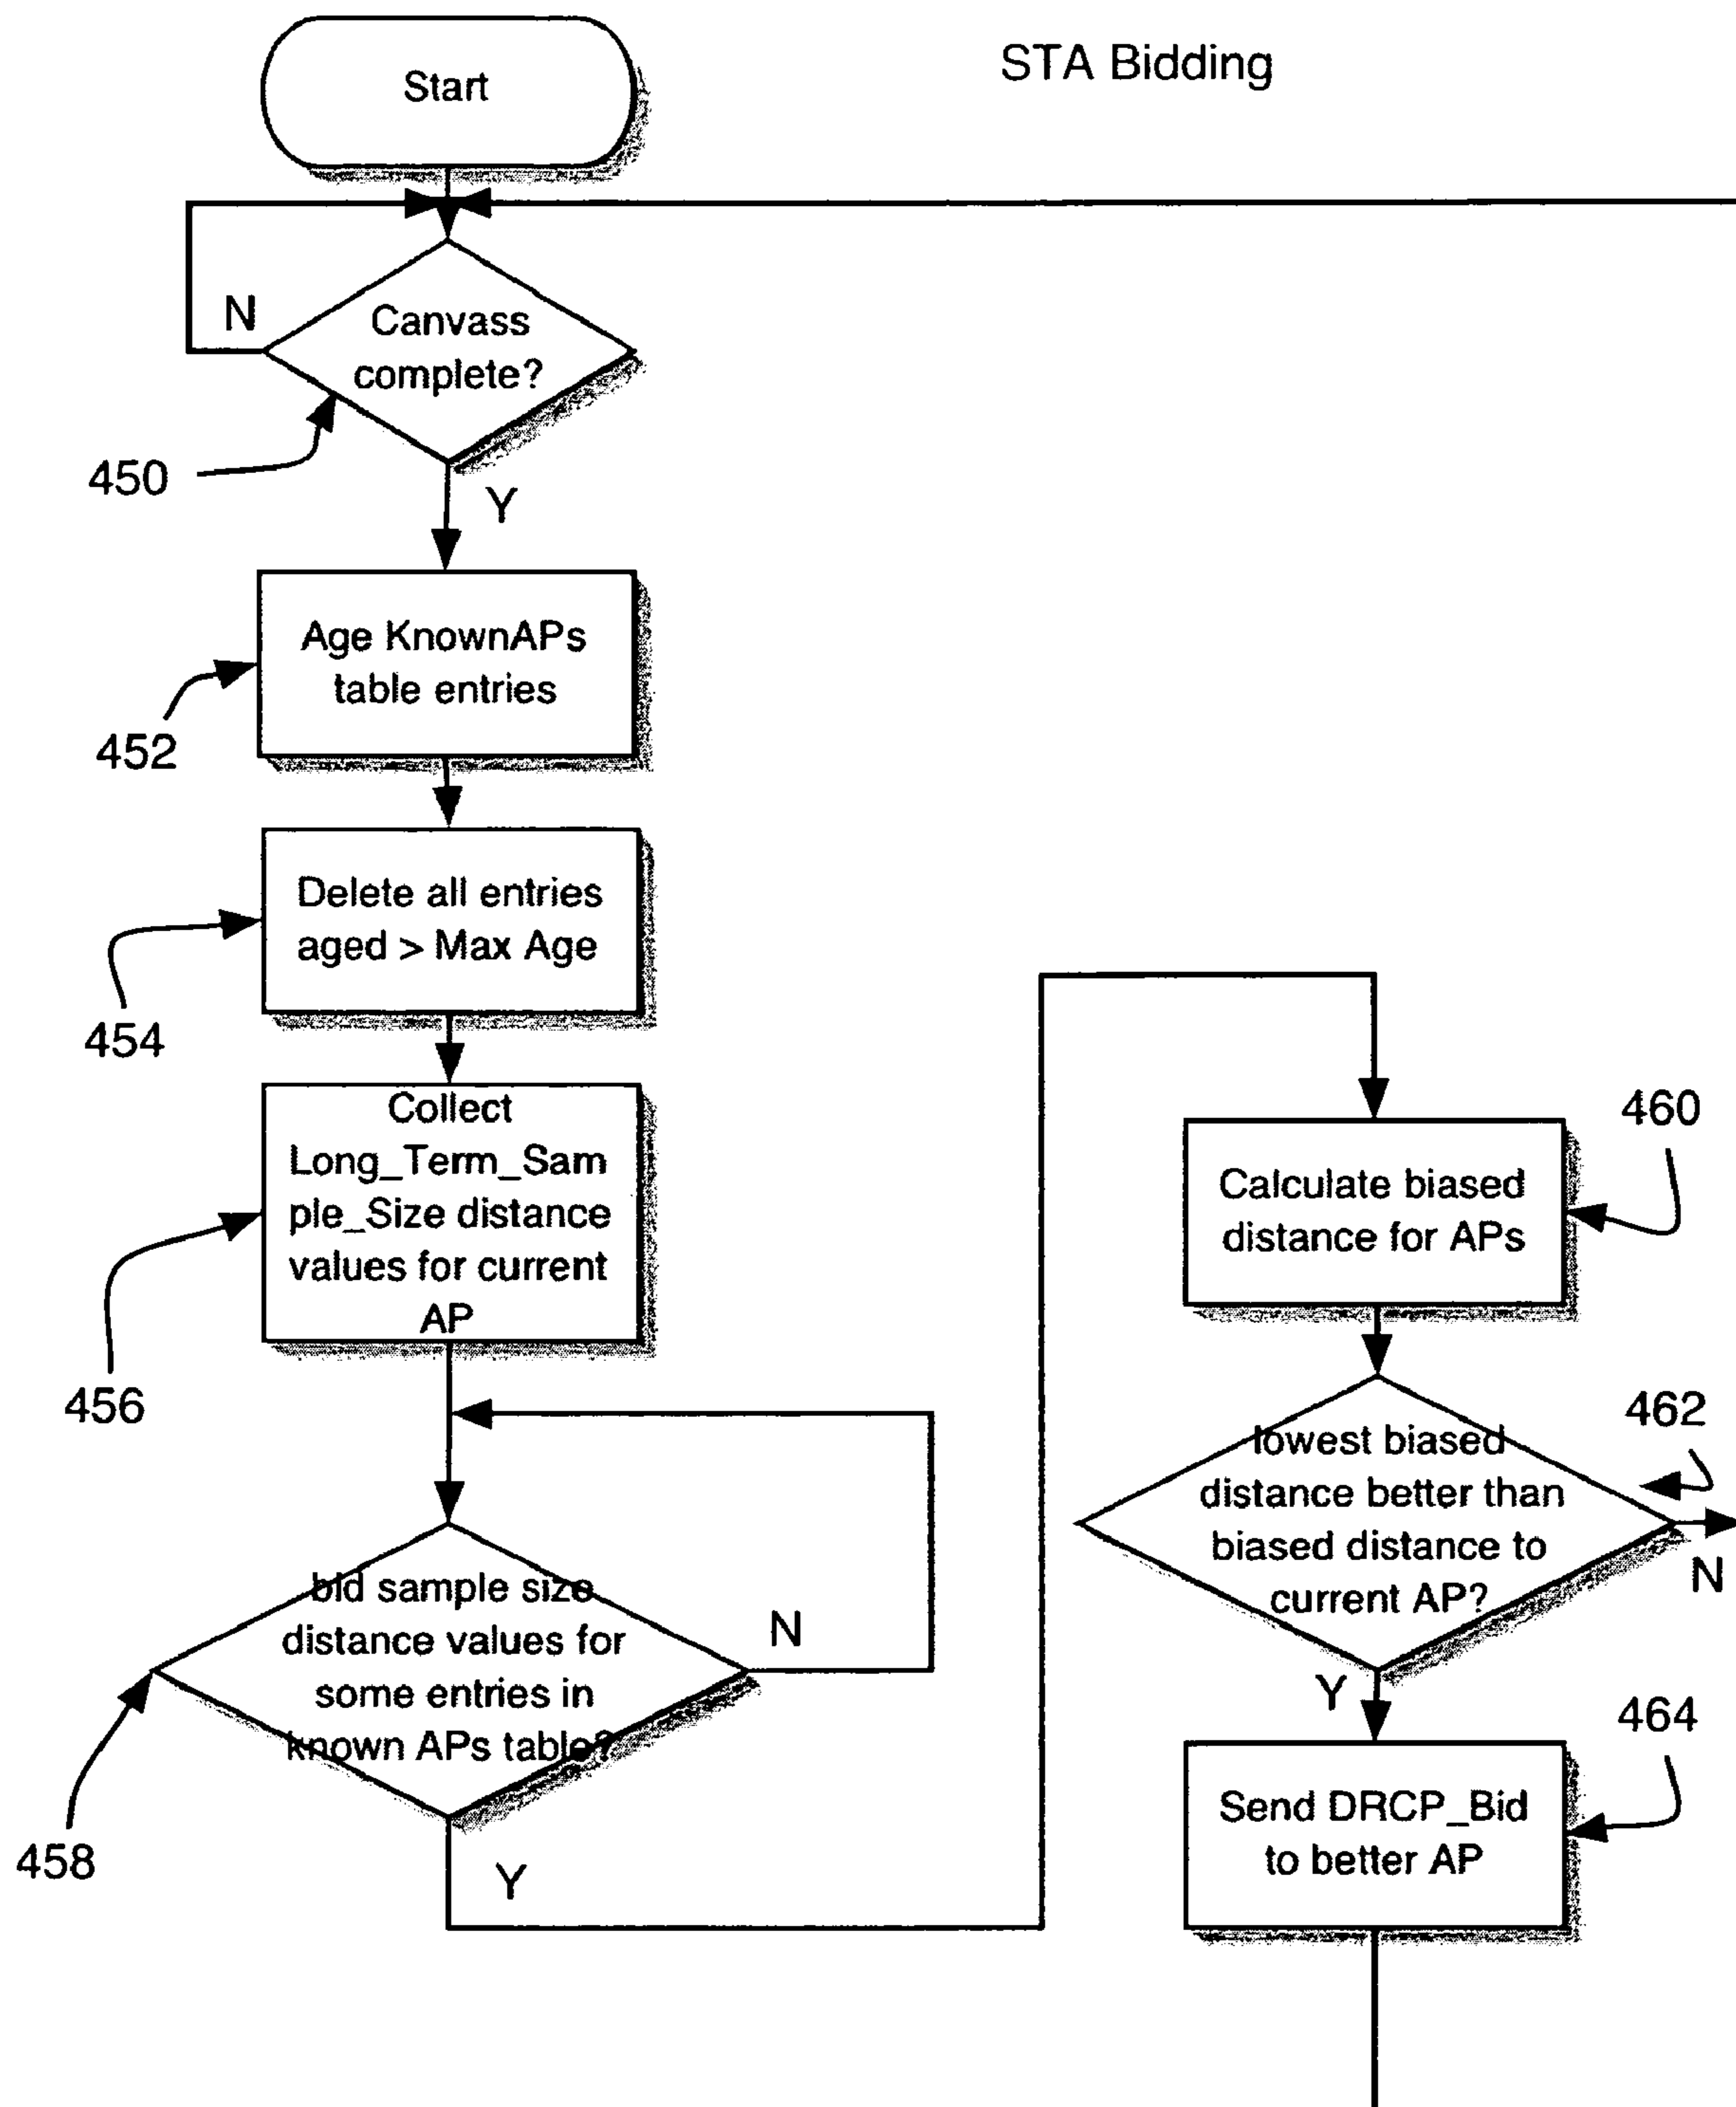 Start
STA Bidding
N
Canvass
complete?
450
Y
Age KnownAPs
table entries
452
Delete all entries
aged > Max Age
454
Collect
Long_Term_Sam
ple_Size distance
values for current
AP
456
bid sample size
distance values for
some entries in
known APs table?
N
458
Y
460
Calculate biased
distance for APs
462
lowest biased
distance better than
biased distance to
current AP?
N
Y
464
Send DRCP_Bid
to better AP